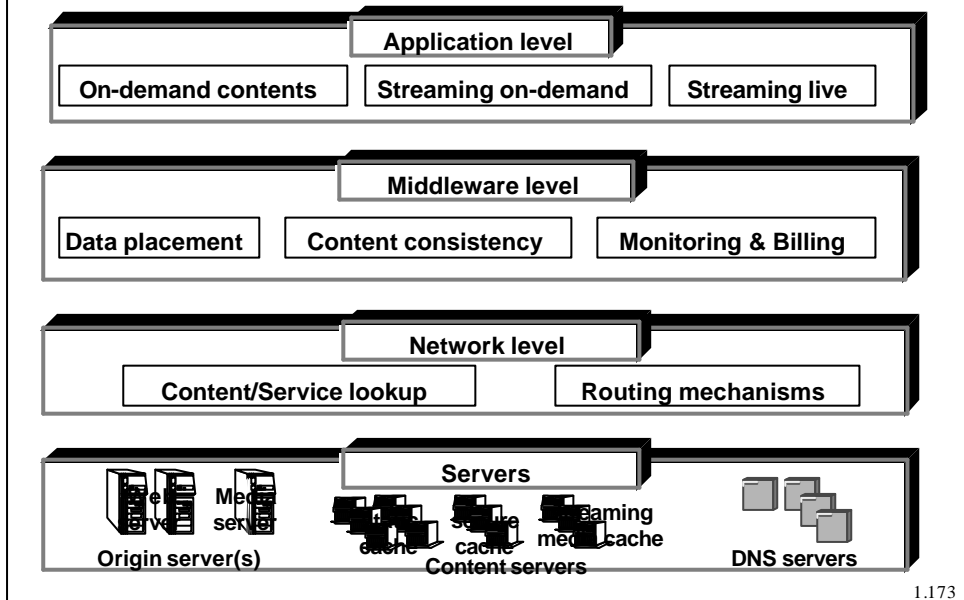 Application level
On-demand contents
Streaming on-demand
Streaming live
Middleware level
Data placement
Content consistency
Monitoring & Billing
Network level
Content/Service lookup
Routing mechanisms
Servers
server
Media
server
cache
cache
media cache
Origin server(s)
Content servers
DNS servers
1.173